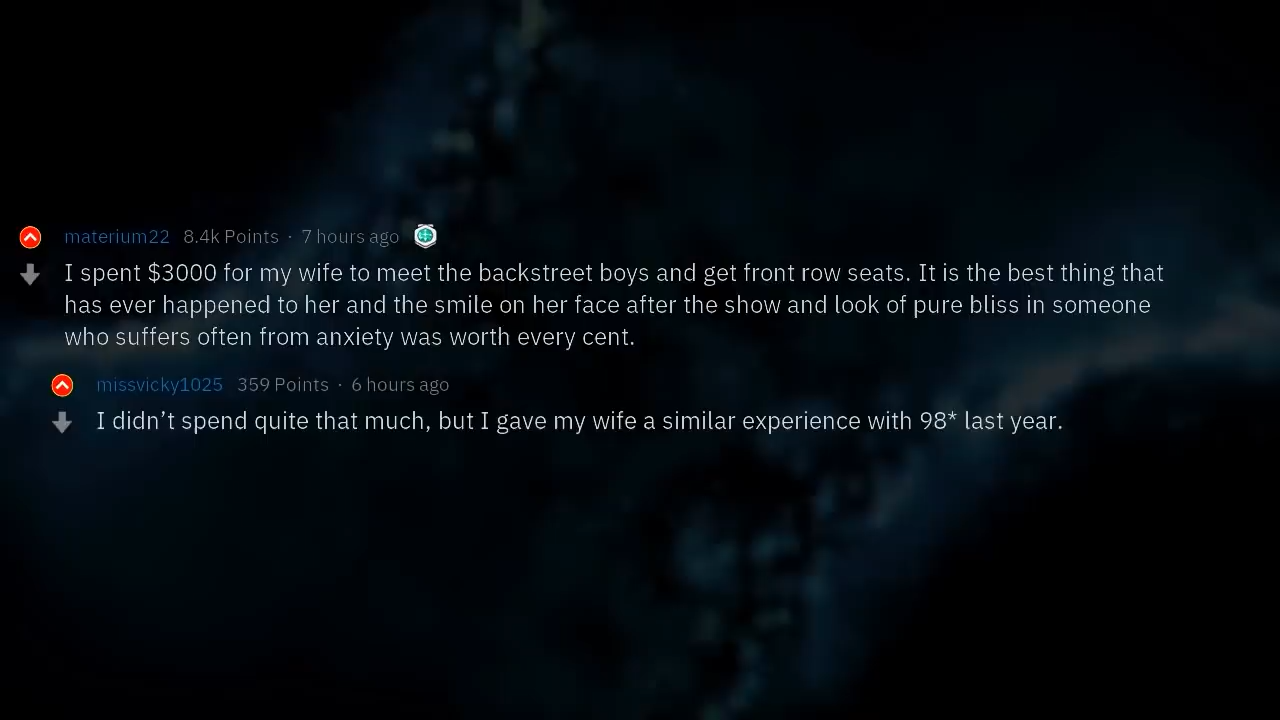 materium22 8.4k Points · 7 hours ago
I spent $3000 for my wife to meet the backstreet boys and get front row seats. It is the best thing that
has ever happened to her and the smile on her face after the show and look of pure bliss in someone
who suffers often from anxiety was worth every cent.
missvicky1025 359 Points · 6 hours ago
I didn’t spend quite that much, but I gave my wife a similar experience with 98* last year.